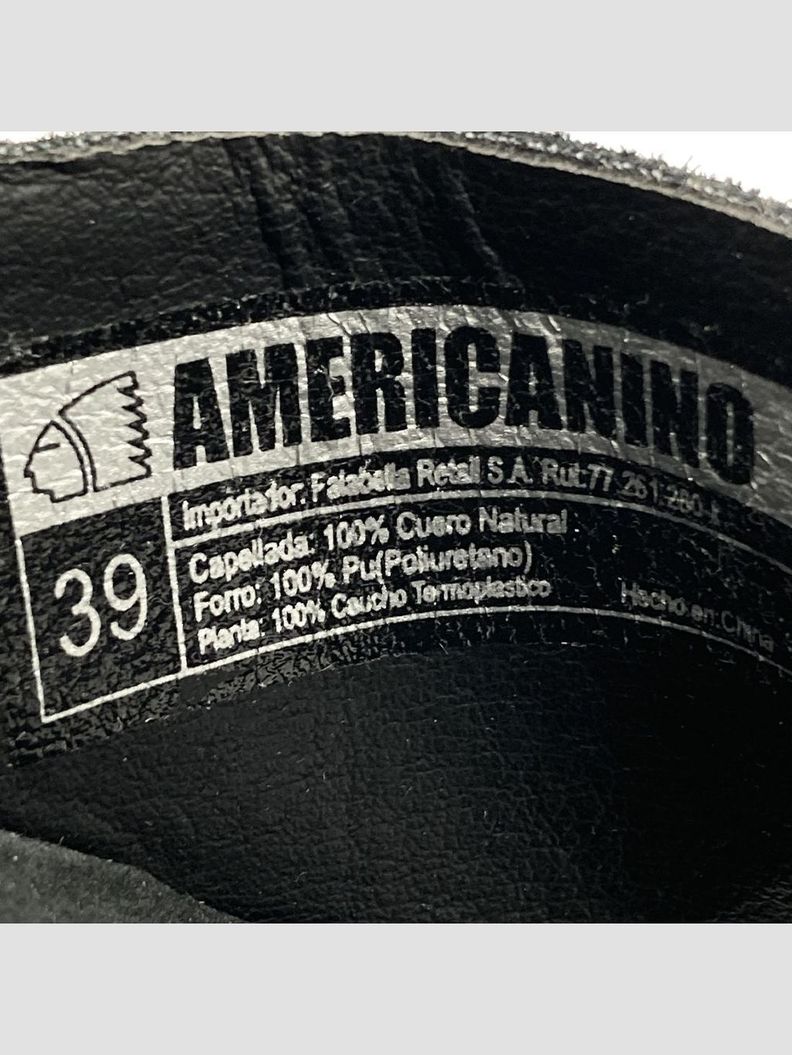 AMERICANINO
Importador: Falabella Retail S.A. Rut:77.261.280-k
39
Capellada: 100% Cuero Natural
Forro: 100% Pu(Poliuretano)
Planta: 100% Caucho Termoplastico
Hecho en China